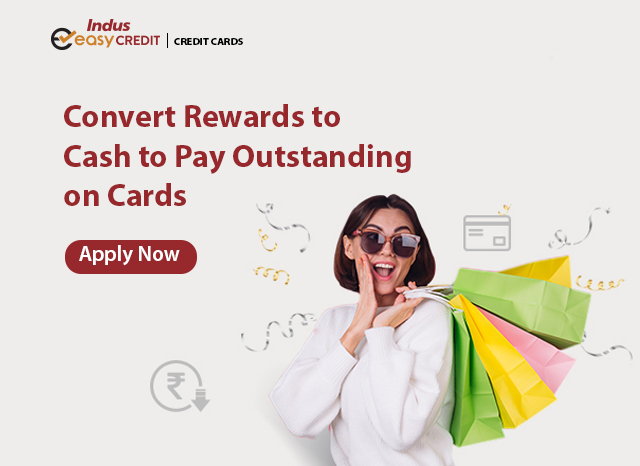 Indus
easy CREDIT | CREDIT CARDS
Convert Rewards to
Cash to Pay Outstanding
on Cards
Apply Now
₹